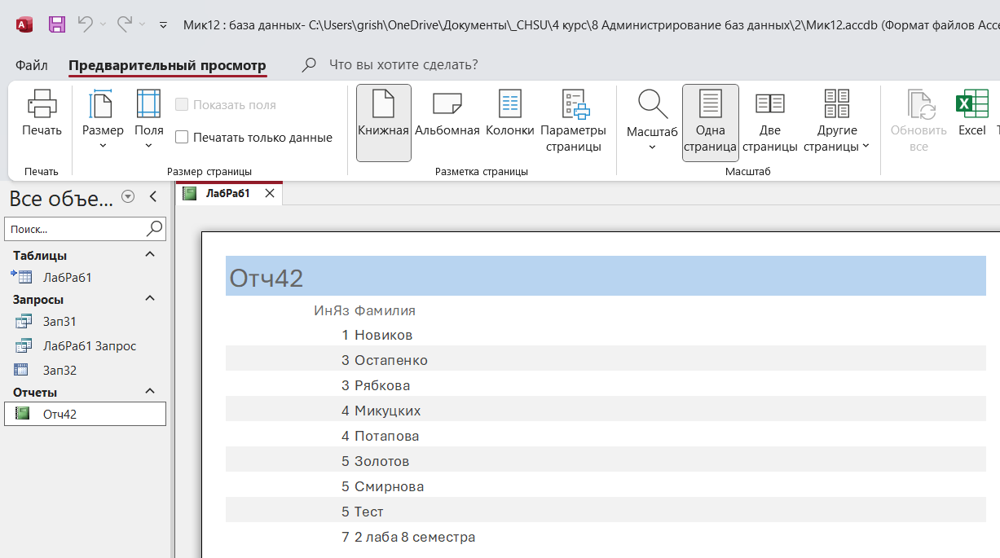 Мик12 : база данных- C:\Users\grish\OneDrive\Документы\_CHSU\4 курс\8 Администрирование баз данных\2\Мик12.accdb (Формат файлов Acce
Файл Предварительный просмотр Что вы хотите сделать?
Печать
Размер
Поля
Показать поля
Печатать только данные
Книжная
Альбомная
Колонки
Параметры
страницы
Масштаб
Одна
страница
Две
страницы
Другие
страницы
Обновить
все
Excel
Печать
Размер страницы
Разметка страницы
Масштаб
Все объе...
Поиск...
Таблицы
ЛабРаб1
Запросы
Зап31
ЛабРаб1 Запрос
Зап32
Отчеты
Отч42
ЛабРаб1
Отч42
ИнЯз Фамилия
1 Новиков
3 Остапенко
3 Рябкова
4 Микуцких
4 Потапова
5 Золотов
5 Смирнова
5 Тест
7 2 лаба 8 семестра